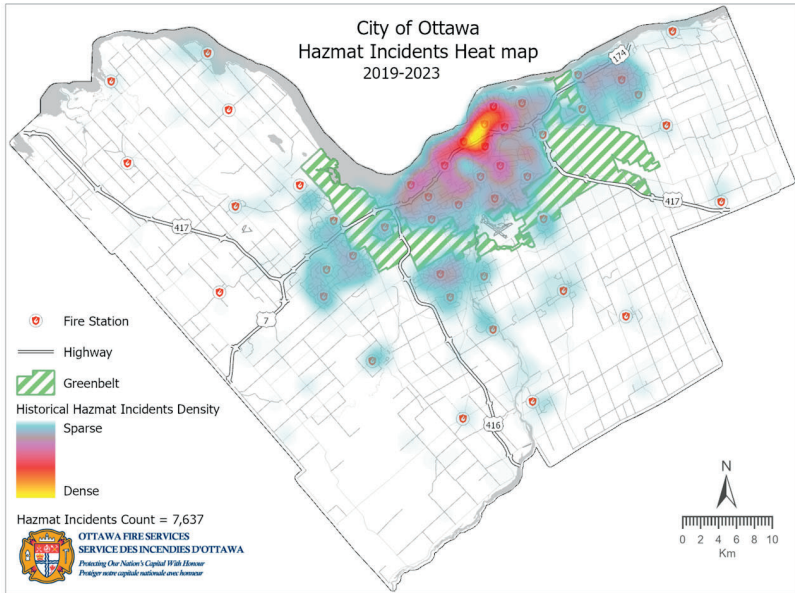 City of Ottawa
Hazmat Incidents Heat map
2019-2023
174
417
417
7
416
Fire Station
Highway
Greenbelt
Historical Hazmat Incidents Density
Sparse
Dense
Hazmat Incidents Count = 7,637
OTTAWA FIRE SERVICES
SERVICE DES INCENDIES D'OTTAWA
Protecting Our Nation's Capital With Honour
Protéger notre capitale nationale avec honneur
N
0 2 4 6 8 10
Km